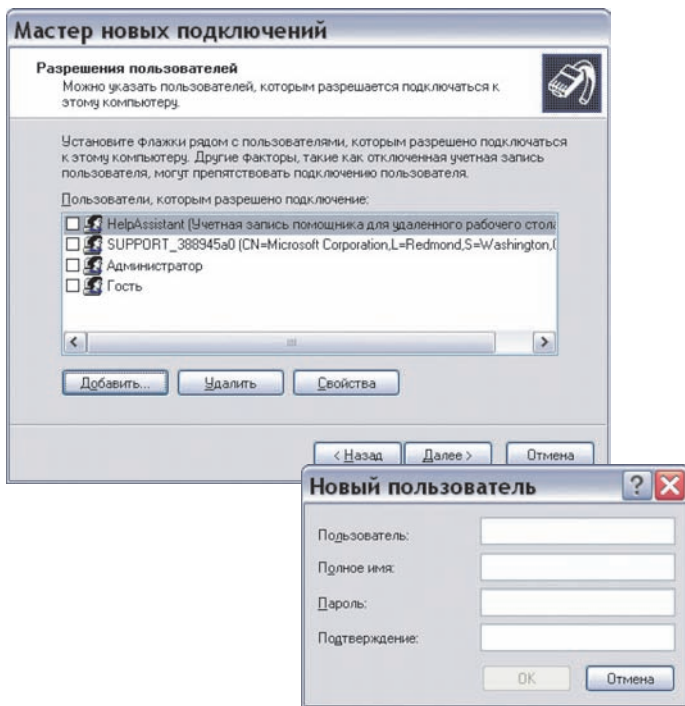 Мастер новых подключений
Разрешения пользователей
Можно указать пользователей, которым разрешается подключаться к
этому компьютеру.
Установите флажки рядом с пользователями, которым разрешено подключаться
к этому компьютеру. Другие факторы, такие как отключенная учетная запись
пользователя, могут препятствовать подключению пользователя.
Пользователи, которым разрешено подключение:
HelpAssistant (Учетная запись помощника для удаленного рабочего стол
SUPPORT_388945a0 (CN=Microsoft Corporation,L=Redmond,S=Washington,
Администратор
Гость
Добавить... Удалить Свойства
< Назад Далее > Отмена
Новый пользователь
Пользователь:
Полное имя:
Пароль:
Подтверждение:
OK Отмена